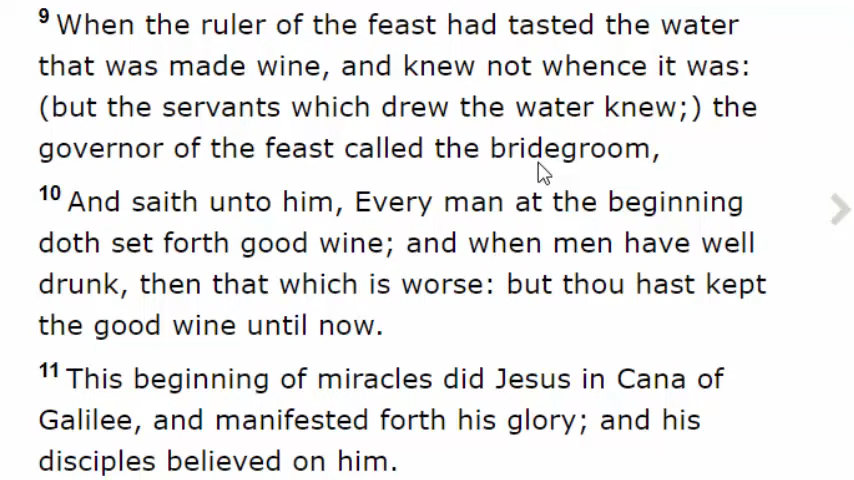 9 When the ruler of the feast had tasted the water
that was made wine, and knew not whence it was:
(but the servants which drew the water knew;) the
governor of the feast called the bridegroom,
10 And saith unto him, Every man at the beginning
doth set forth good wine; and when men have well
drunk, then that which is worse: but thou hast kept
the good wine until now.
11 This beginning of miracles did Jesus in Cana of
Galilee, and manifested forth his glory; and his
disciples believed on him.